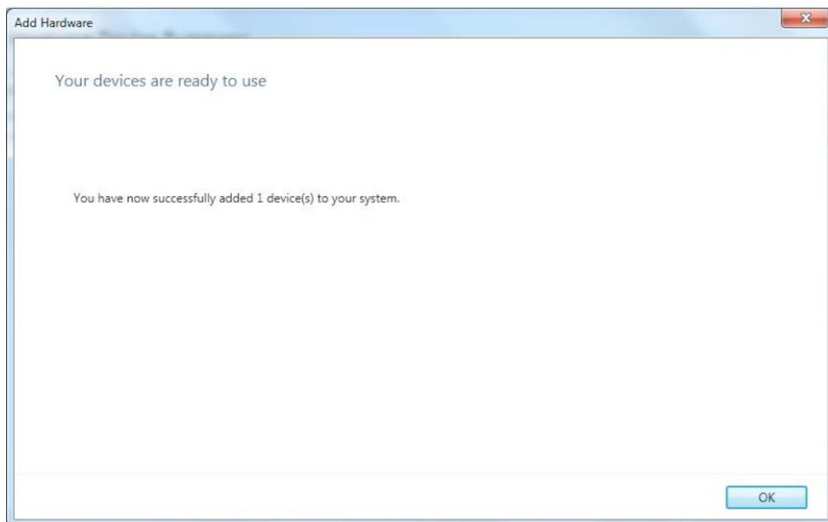 Add Hardware
Your devices are ready to use
You have now successfully added 1 device(s) to your system.
OK